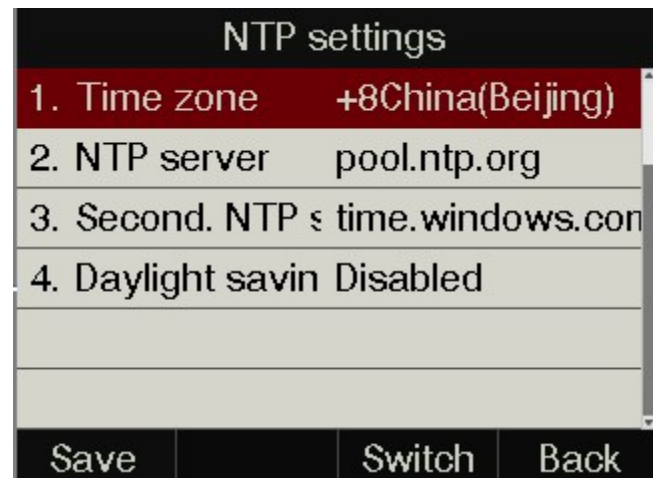 NTP settings
1. Time zone +8China(Beijing)
2. NTP server pool.ntp.org
3. Second. NTP s time.windows.com
4. Daylight savin Disabled
Save Switch Back